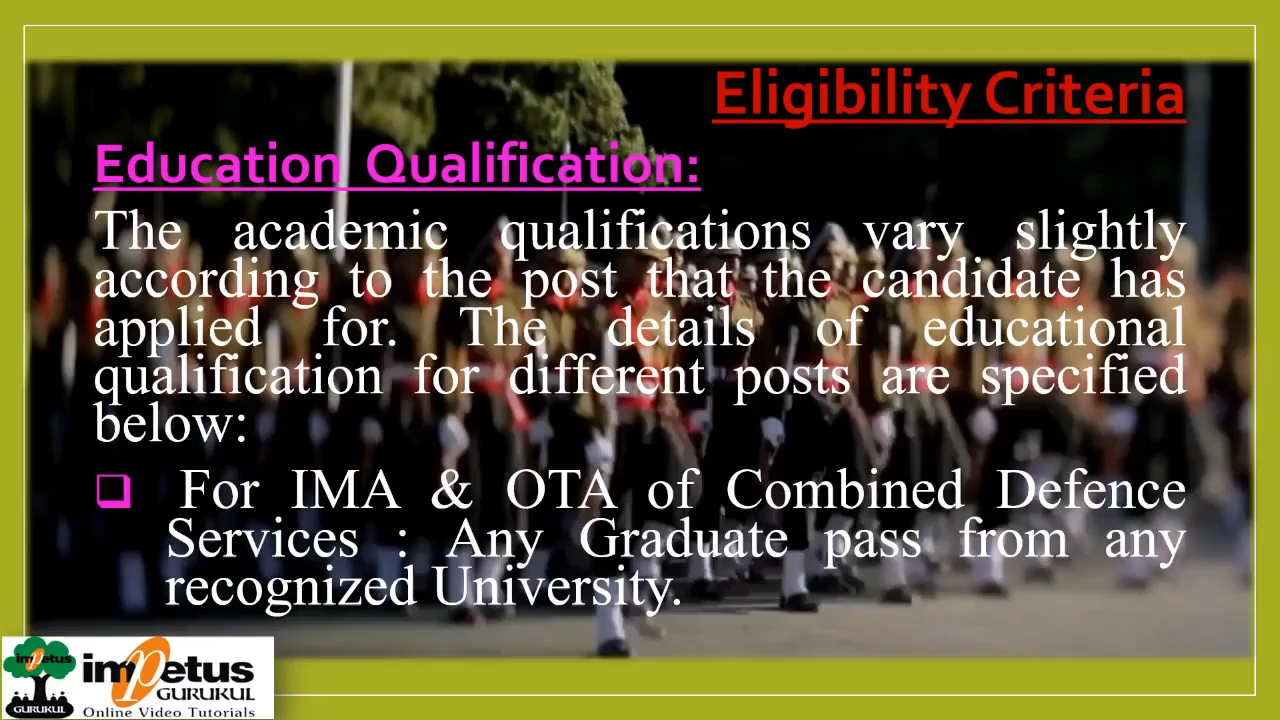 Eligibility Criteria
Education Qualification:
The academic qualifications vary slightly
according to the post that the candidate has
applied for. The details of educational
qualification for different posts are specified
below:
For IMA & OTA of Combined Defence
Services : Any Graduate pass from any
recognized University.
impetus
GURUKUL
impetus
GURUKUL
Online Video Tutorials